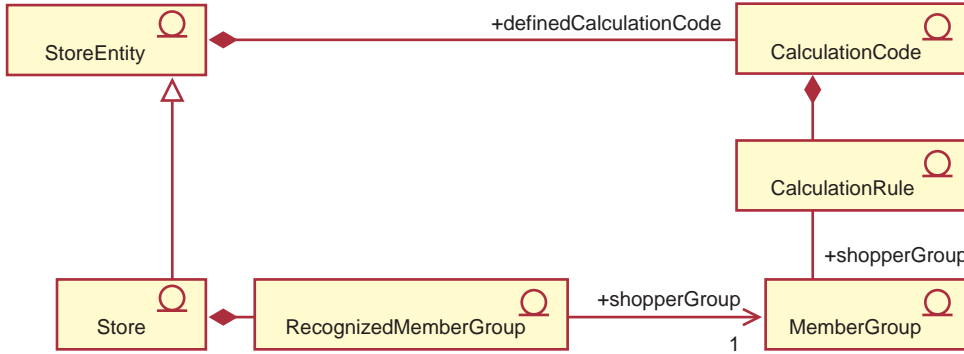 +definedCalculationCode
StoreEntity
CalculationCode
CalculationRule
+shopperGroup
+shopperGroup
Store
RecognizedMemberGroup
MemberGroup
1